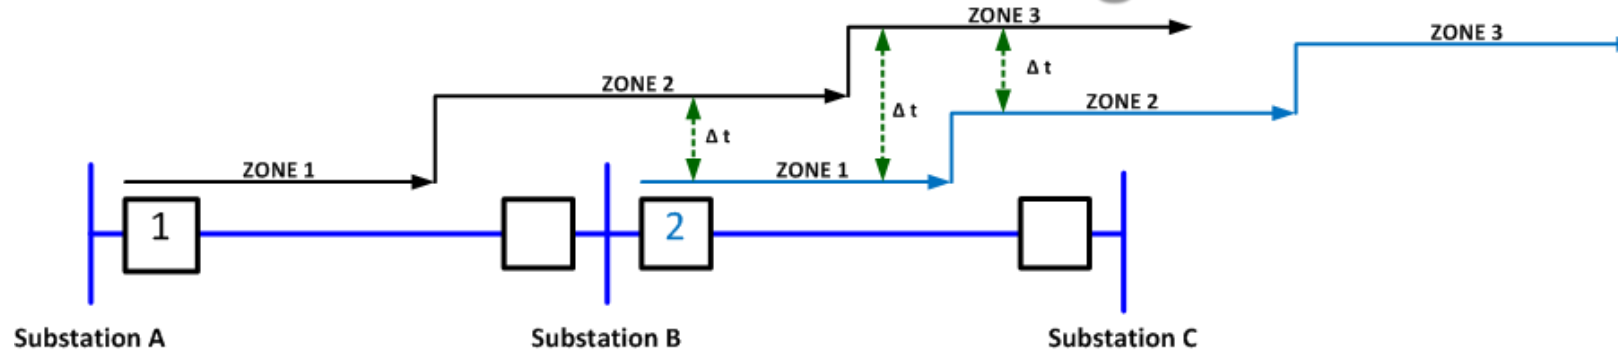 ZONE 3
ZONE 3
ZONE 2
Δ t
ZONE 2
Δ t
Δ t
ZONE 1
ZONE 1
1
2
Substation A
Substation B
Substation C